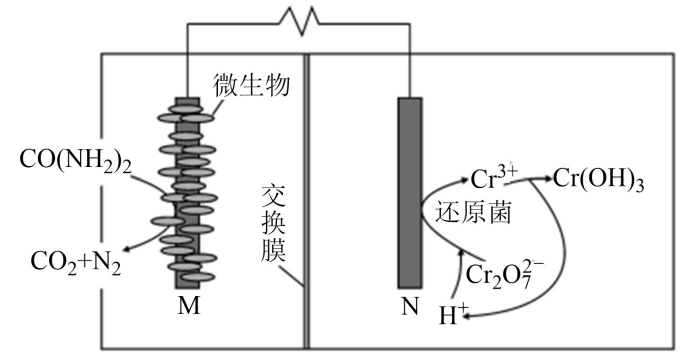 微生物
CO(NH₂)₂
CO₂+N₂
M
交换膜
N
Cr³⁺
Cr(OH)₃
还原菌
Cr₂O₇²⁻
H⁺